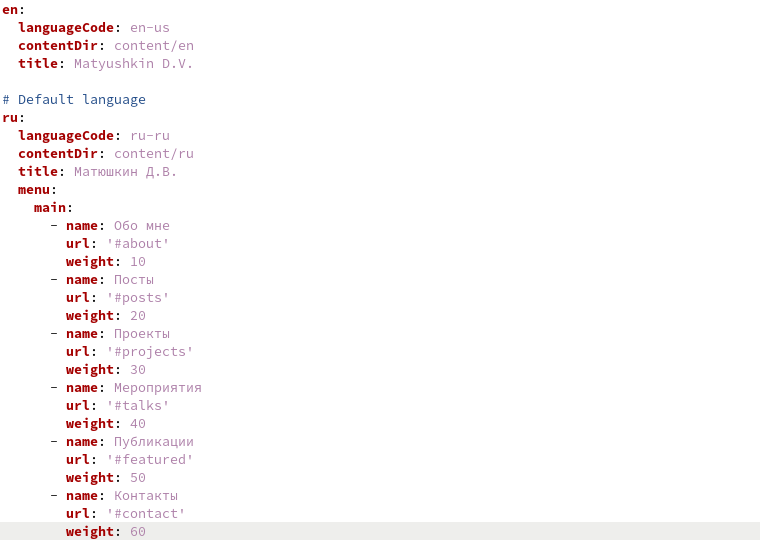 en:
  languageCode: en-us
  contentDir: content/en
  title: Matyushkin D.V.

# Default language
ru:
  languageCode: ru-ru
  contentDir: content/ru
  title: Матюшкин Д.В.
  menu:
    main:
      - name: Обо мне
        url: '#about'
        weight: 10
      - name: Посты
        url: '#posts'
        weight: 20
      - name: Проекты
        url: '#projects'
        weight: 30
      - name: Мероприятия
        url: '#talks'
        weight: 40
      - name: Публикации
        url: '#featured'
        weight: 50
      - name: Контакты
        url: '#contact'
        weight: 60